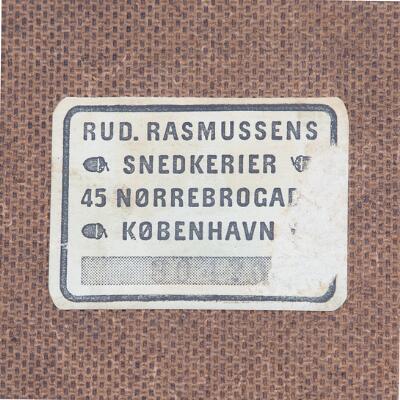 RUD. RASMUSSENS
SNEDKERIER
45 NØRREBROGAD
KØBENHAVN